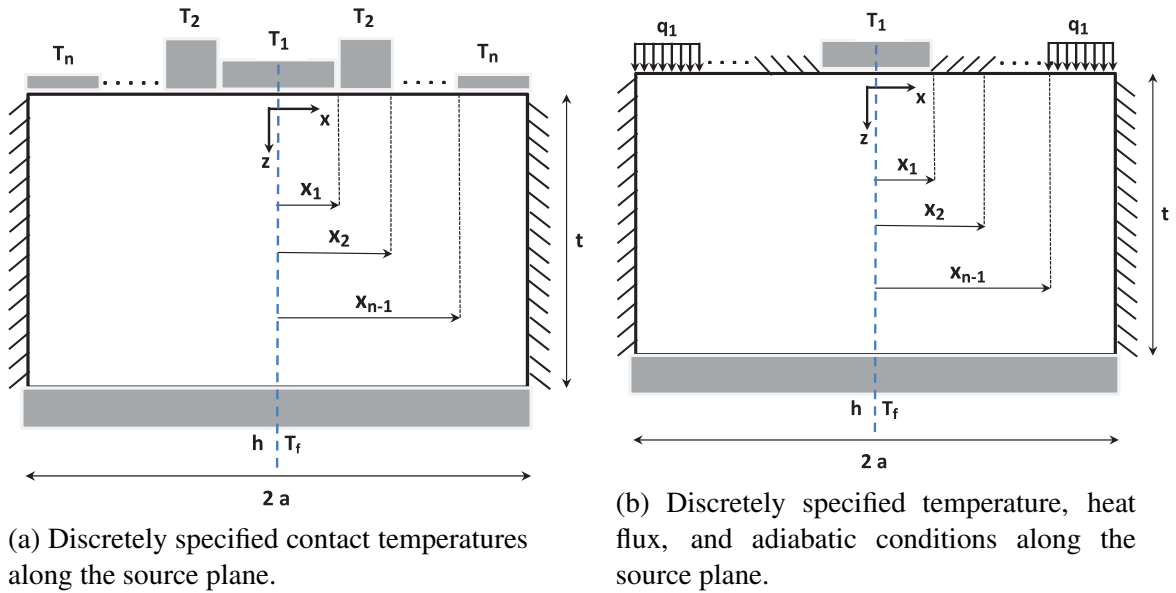 T2 T2
T1
Tn Tn
x
z
x1
x2
xn-1
t
h Tf
2 a
(a) Discretely specified contact temperatures
along the source plane.
q1 T1 q1
x
z
x1
x2
xn-1
t
h Tf
2 a
(b) Discretely specified temperature, heat
flux, and adiabatic conditions along the
source plane.